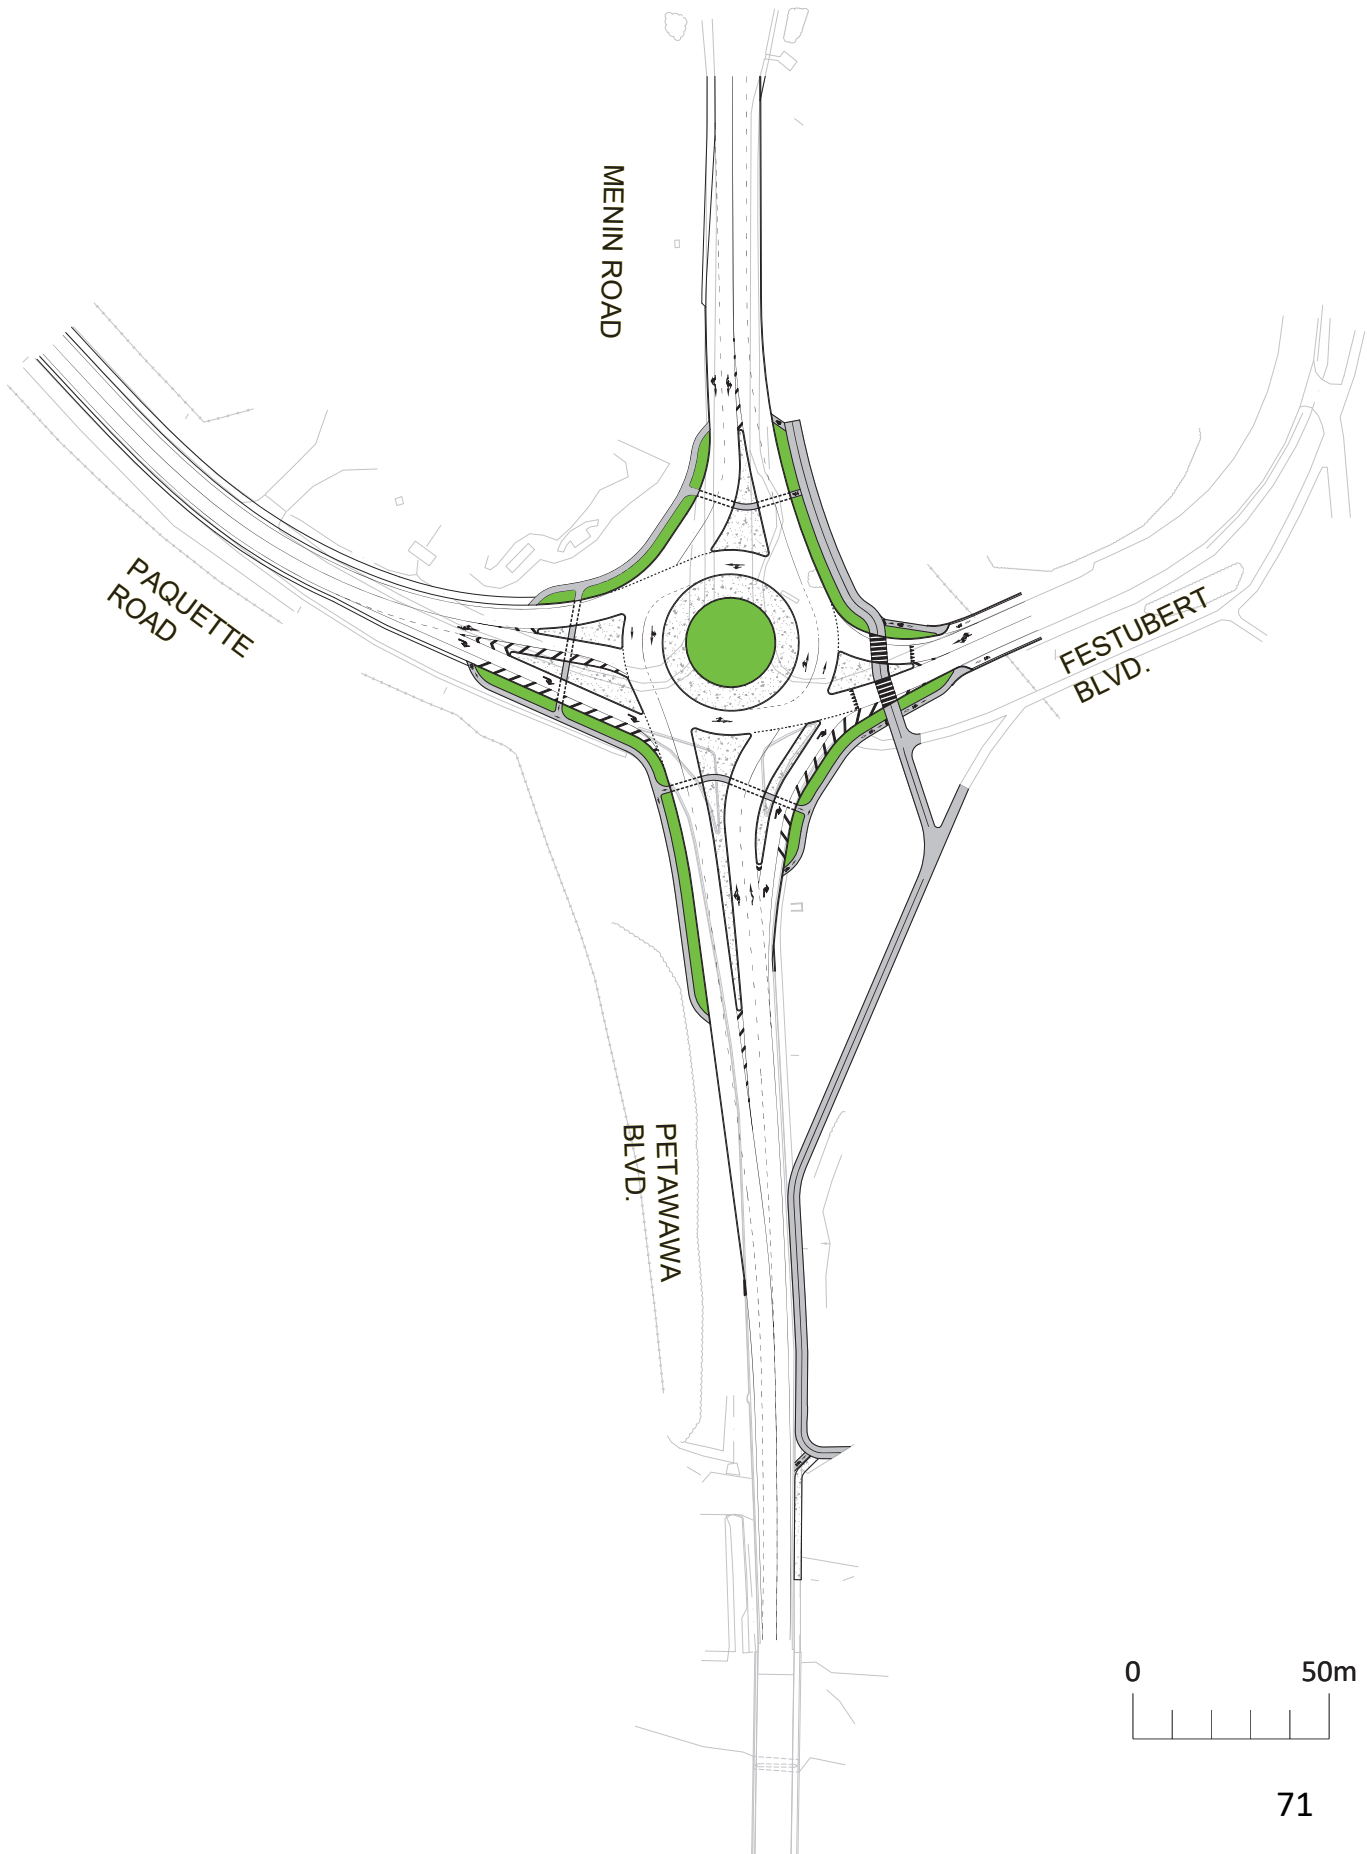 MENIN ROAD
PAQUETTE
ROAD
FESTUBERT
BLVD.
PETAWAWA
BLVD.
0 50m
71